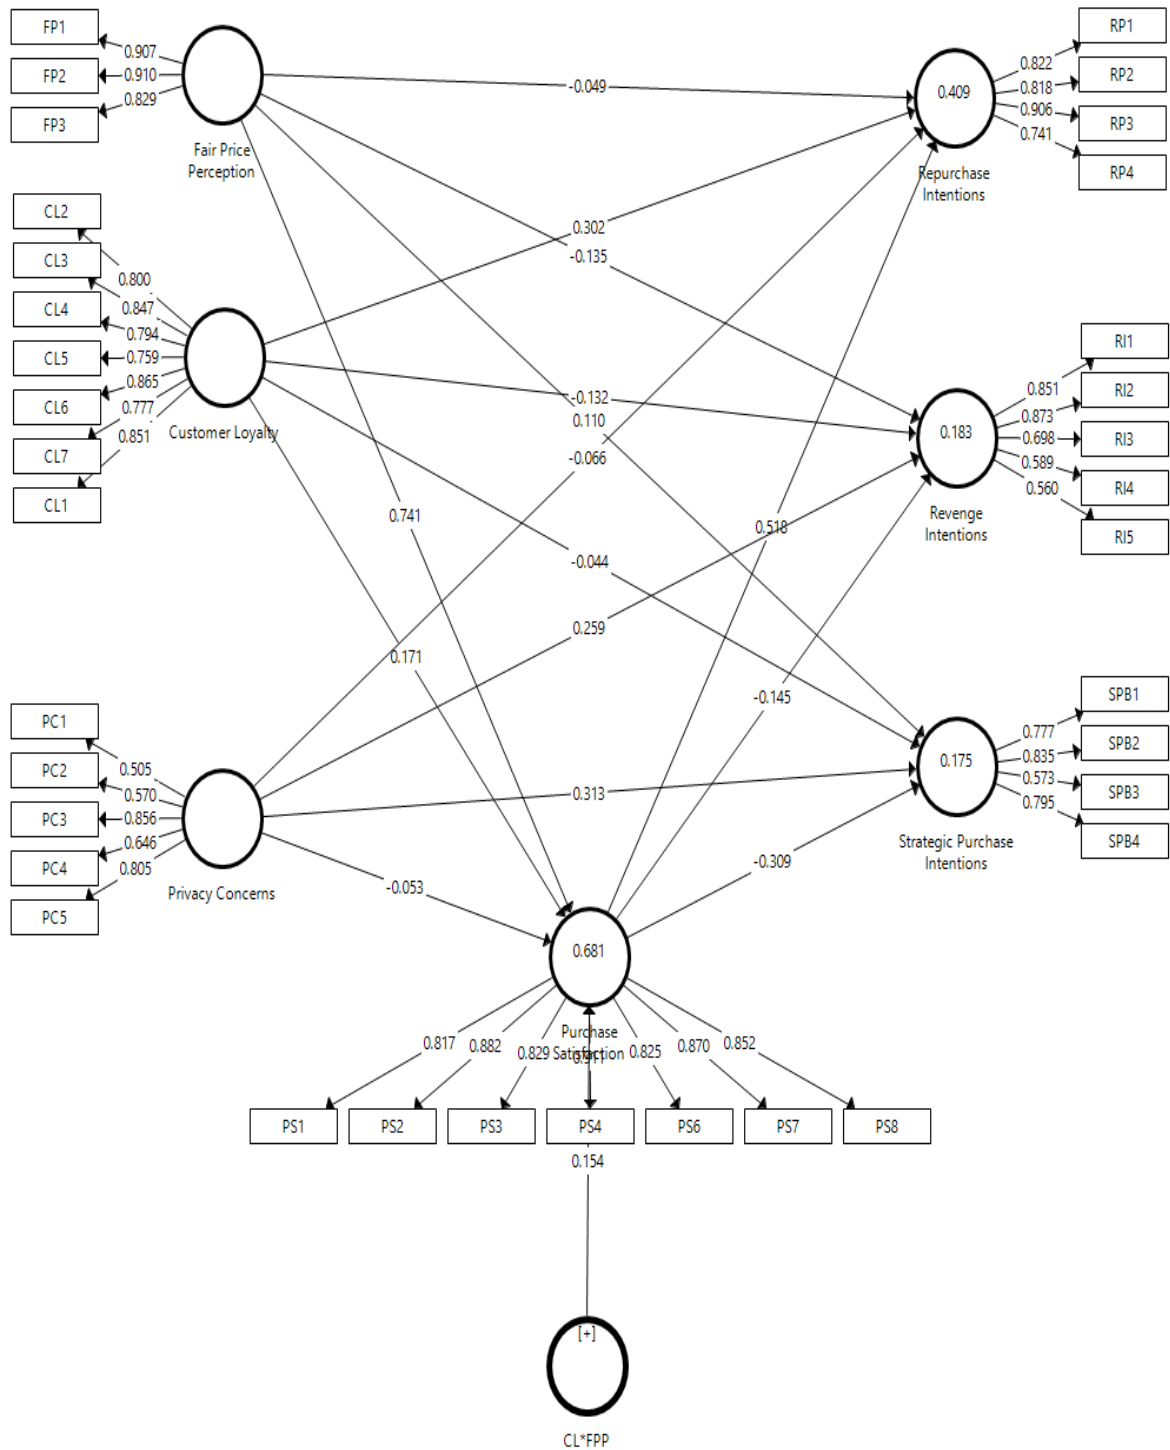 FP1
FP2
FP3
0.907
0.910
0.829
Fair Price
Perception
CL2
CL3
CL4
CL5
CL6
CL7
CL1
0.800
0.847
0.794
0.759
0.865
0.777
0.851
Customer Loyalty
PC1
PC2
PC3
PC4
PC5
0.505
0.570
0.856
0.646
0.805
Privacy Concerns
-0.049
0.302
-0.135
-0.132
0.110
-0.066
0.741
0.518
-0.044
0.259
0.171
-0.145
0.313
-0.309
-0.053
0.409
Repurchase
Intentions
0.822
0.818
0.906
0.741
RP1
RP2
RP3
RP4
0.183
Revenge
Intentions
0.851
0.873
0.698
0.589
0.560
RI1
RI2
RI3
RI4
RI5
0.175
Strategic Purchase
Intentions
0.777
0.835
0.573
0.795
SPB1
SPB2
SPB3
SPB4
0.681
Purchase
Satisfaction
0.817
0.882
0.829
0.825
0.870
0.852
PS1
PS2
PS3
PS4
PS6
PS7
PS8
0.154
[+]
CL*FPP